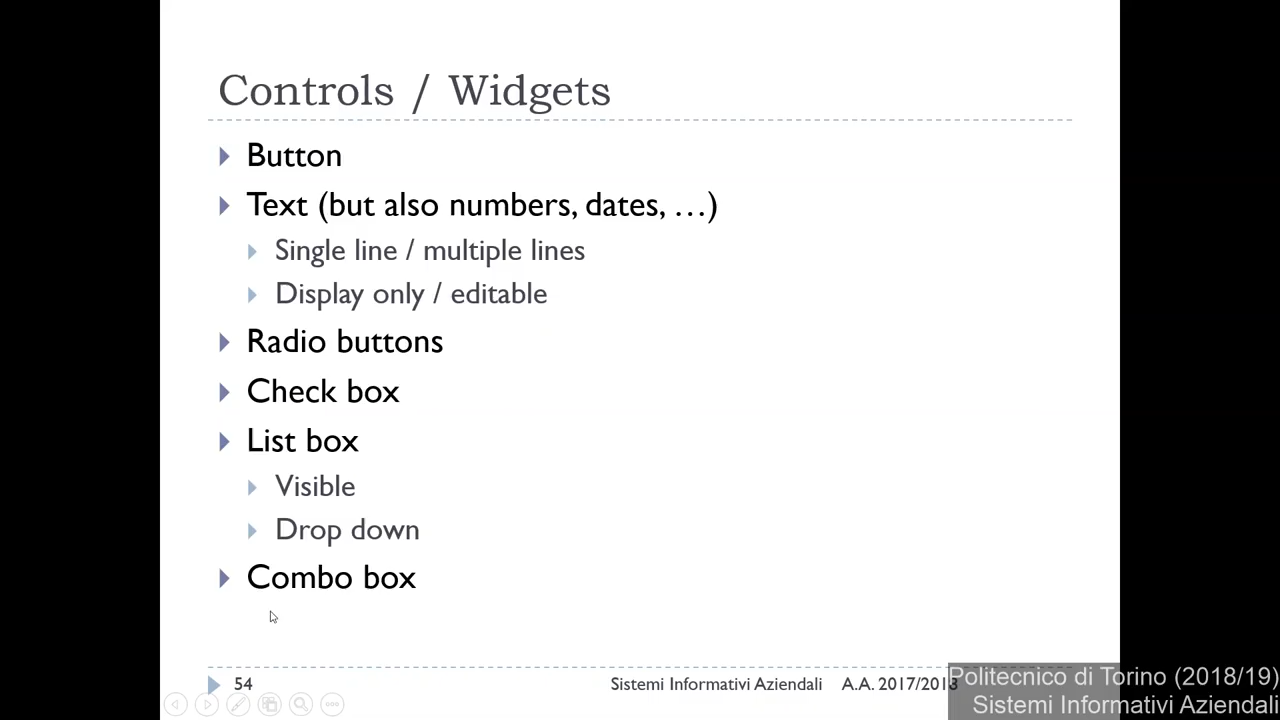 Controls / Widgets
Button
Text (but also numbers, dates, …)
Single line / multiple lines
Display only / editable
Radio buttons
Check box
List box
Visible
Drop down
Combo box
54
Sistemi Informativi Aziendali A.A. 2017/2018
Politecnico di Torino (2018/19)
Sistemi Informativi Aziendali